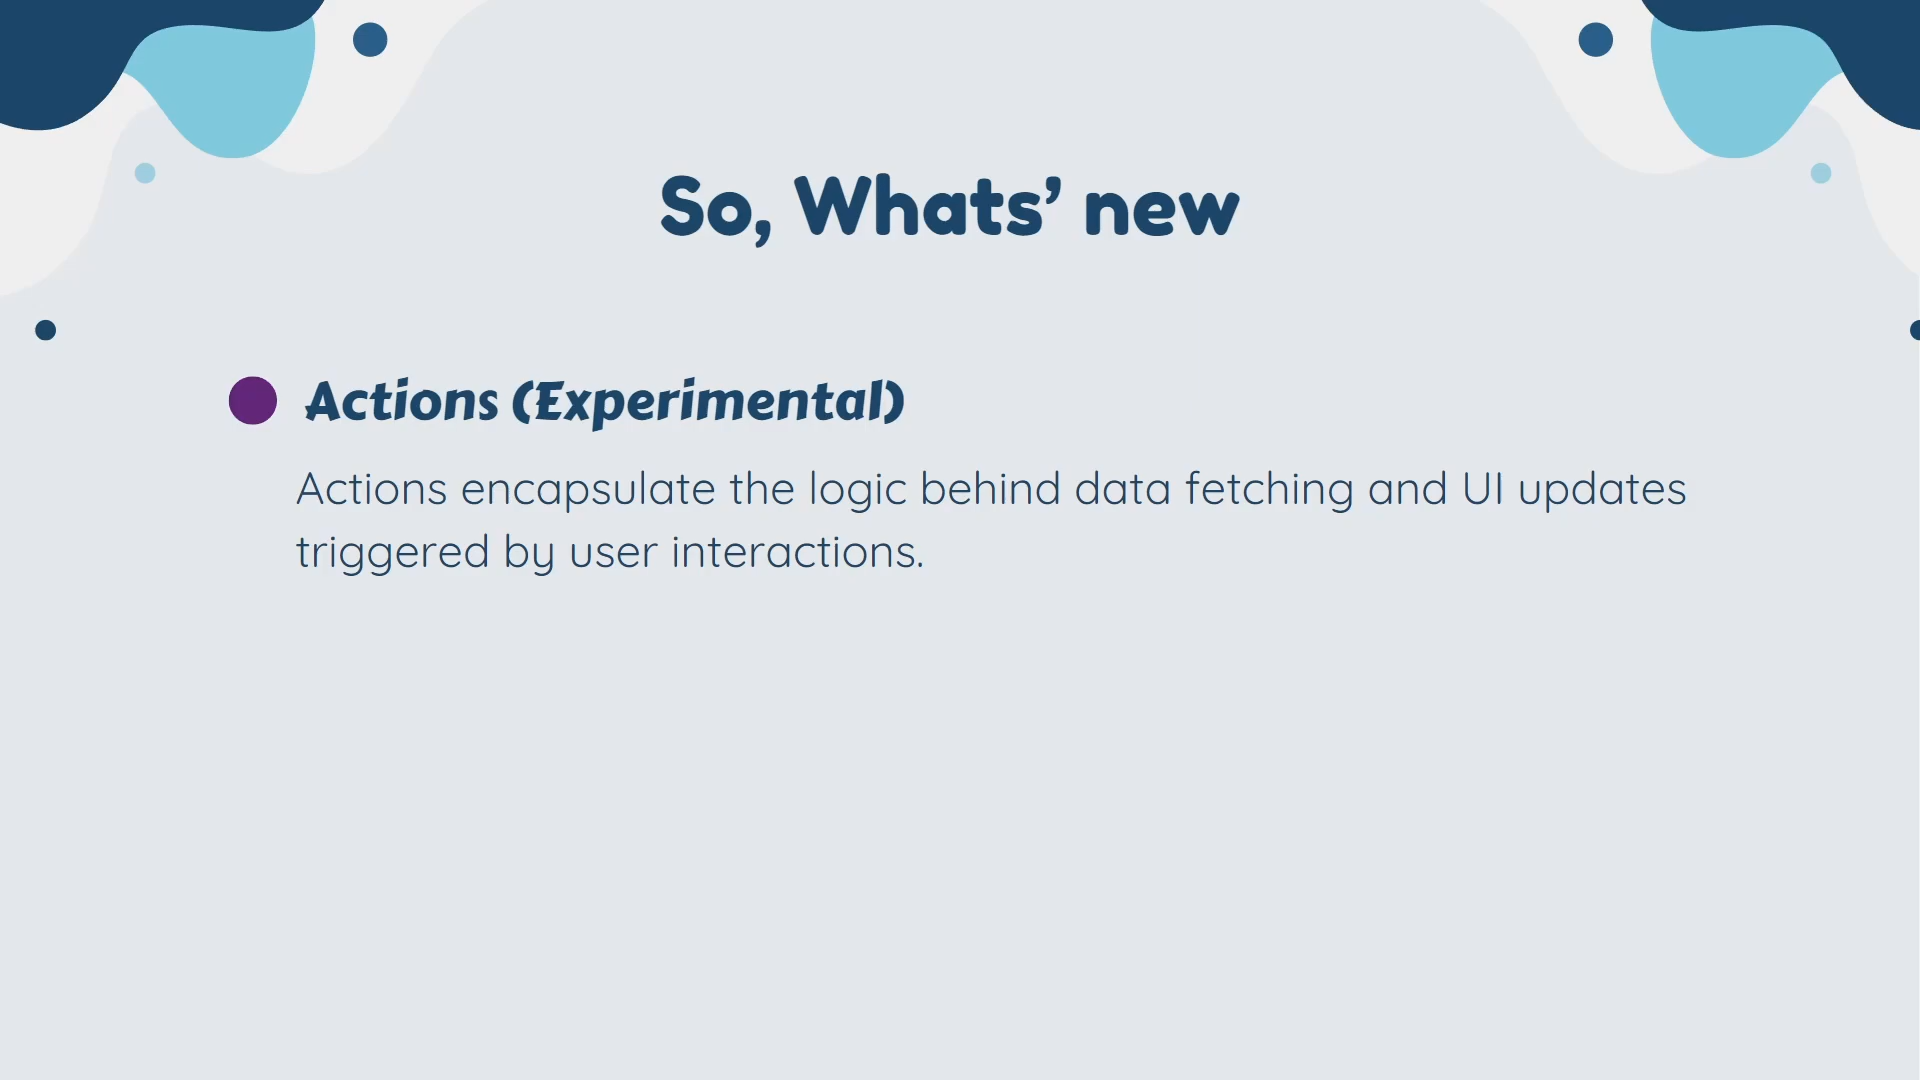 So, Whats’ new
Actions (Experimental)
Actions encapsulate the logic behind data fetching and UI updates
triggered by user interactions.